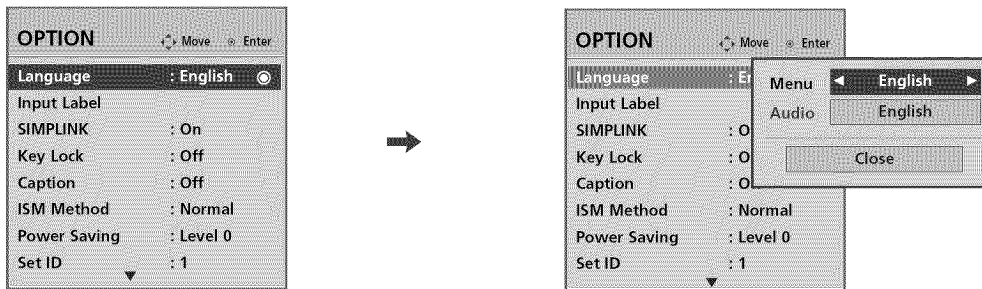 OPTION
Move Enter
Language : English
Input Label
SIMPLINK : On
Key Lock : Off
Caption : Off
ISM Method : Normal
Power Saving : Level 0
Set ID : 1
OPTION
Move Enter
Language
Input Label
SIMPLINK
Key Lock
Caption
ISM Method : Normal
Power Saving : Level 0
Set ID : 1
Menu English
Audio English
Close